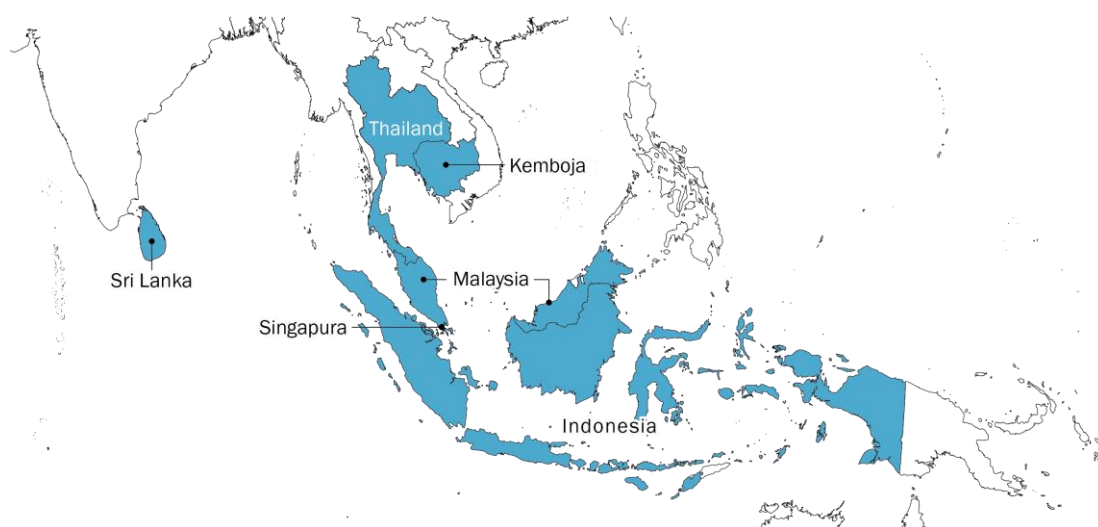 Thailand
Kemboja
Sri Lanka
Malaysia
Singapura
Indonesia